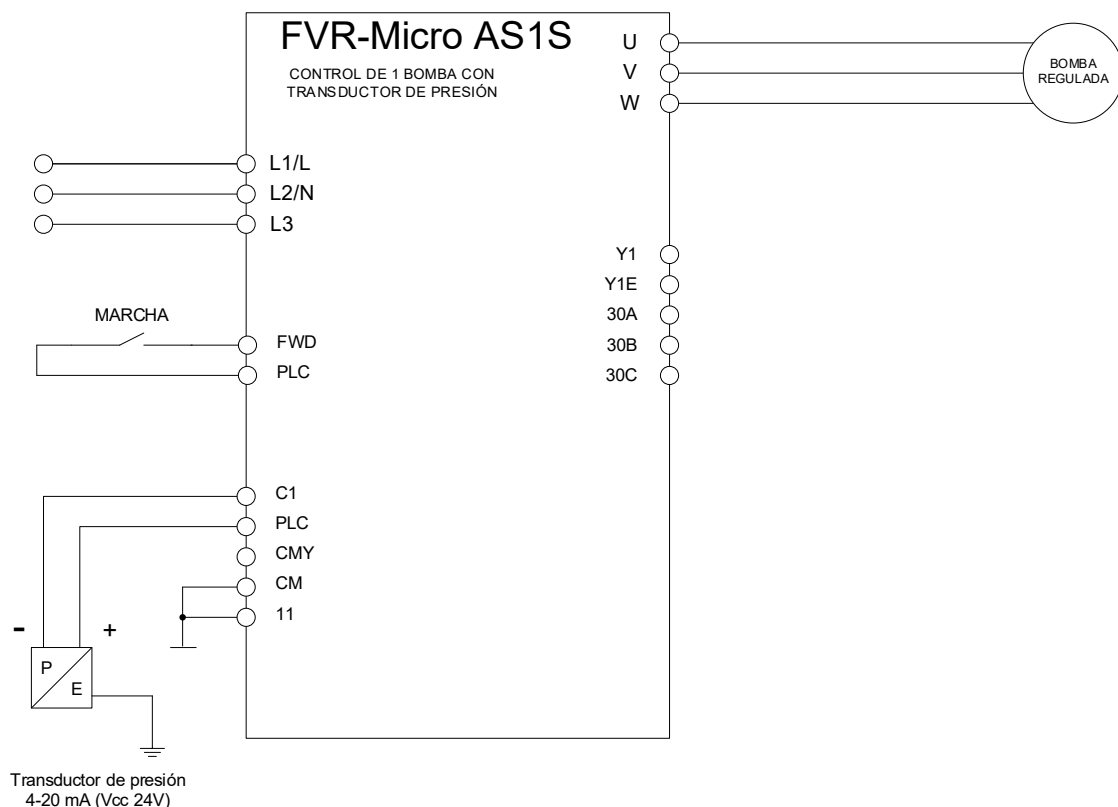 FVR-Micro AS1S
CONTROL DE 1 BOMBA CON
TRANSDUCTOR DE PRESIÓN
U
V
W
BOMBA
REGULADA
L1/L
L2/N
L3
Y1
Y1E
30A
30B
30C
MARCHA
FWD
PLC
C1
PLC
CMY
CM
11
-
+
P
E
Transductor de presión
4-20 mA (Vcc 24V)